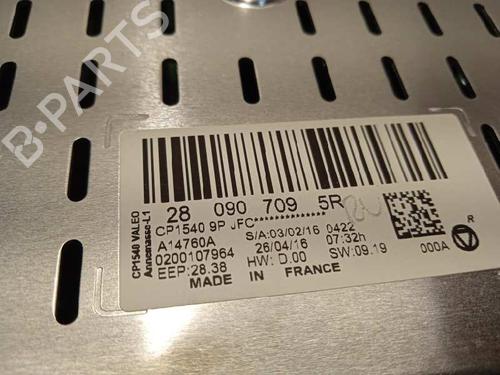 B-PARTS
CP1540 VALEO
Annemasse-L1
28 090 709 5R
CP1540 9P JFC**************
A14760A S/A:03/02/16 0422
0200107964 26/04/16 07:32h
EEP:28.38 HW: D.00 SW:09.19
MADE IN FRANCE
000A
R